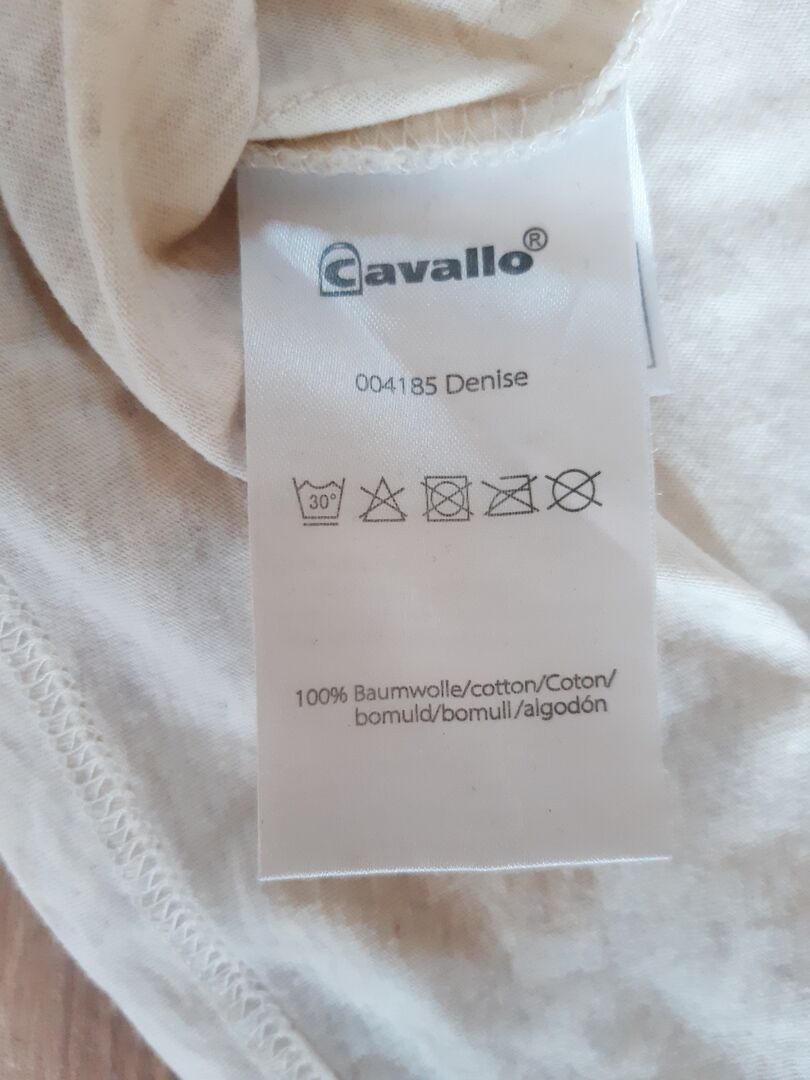 Cavallo®
004185 Denise
30°
100% Baumwolle/cotton/Coton/
bomuld/bomull/algodón